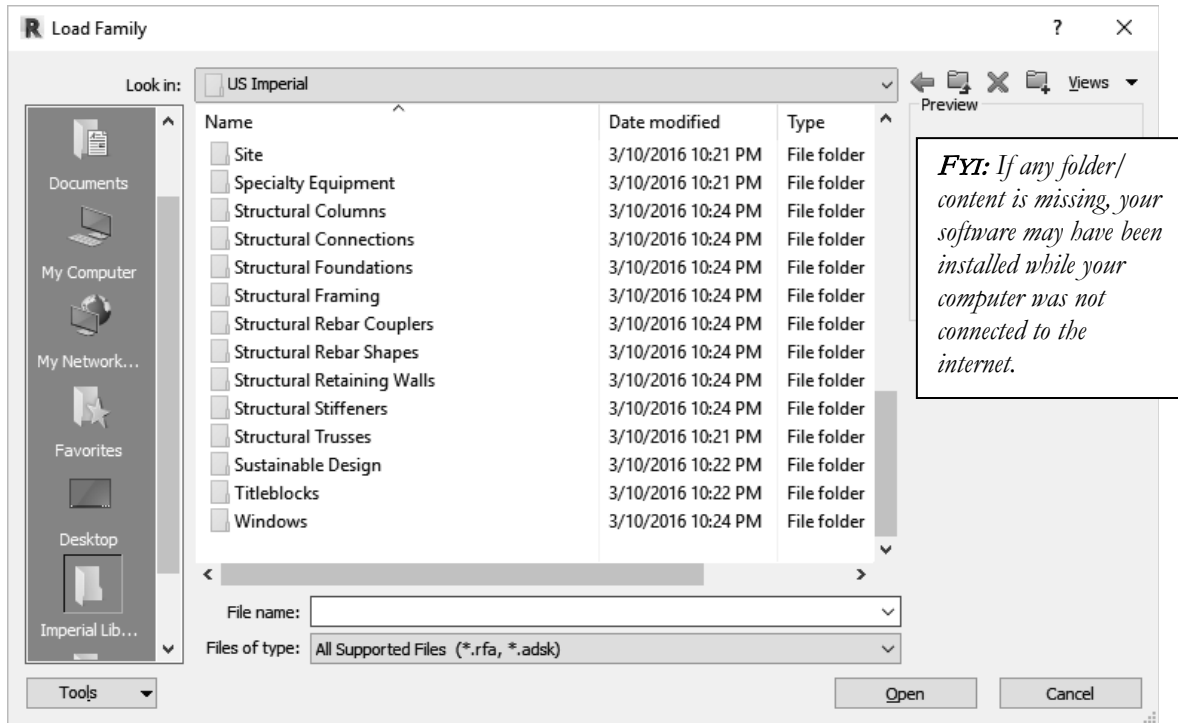 R Load Family
? ×
Look in: US Imperial Views
Preview
Name Date modified Type
Site 3/10/2016 10:21 PM File folder
Specialty Equipment 3/10/2016 10:21 PM File folder
Structural Columns 3/10/2016 10:24 PM File folder
Structural Connections 3/10/2016 10:24 PM File folder
Structural Foundations 3/10/2016 10:24 PM File folder
Structural Framing 3/10/2016 10:24 PM File folder
Structural Rebar Couplers 3/10/2016 10:24 PM File folder
Structural Rebar Shapes 3/10/2016 10:24 PM File folder
Structural Retaining Walls 3/10/2016 10:24 PM File folder
Structural Stiffeners 3/10/2016 10:24 PM File folder
Structural Trusses 3/10/2016 10:21 PM File folder
Sustainable Design 3/10/2016 10:22 PM File folder
Titleblocks 3/10/2016 10:22 PM File folder
Windows 3/10/2016 10:24 PM File folder
Documents
My Computer
My Network...
Favorites
Desktop
Imperial Lib...
FYI: If any folder/
content is missing, your
software may have been
installed while your
computer was not
connected to the
internet.
File name:
Files of type: All Supported Files (*.rfa, *.adsk)
Tools
Open Cancel